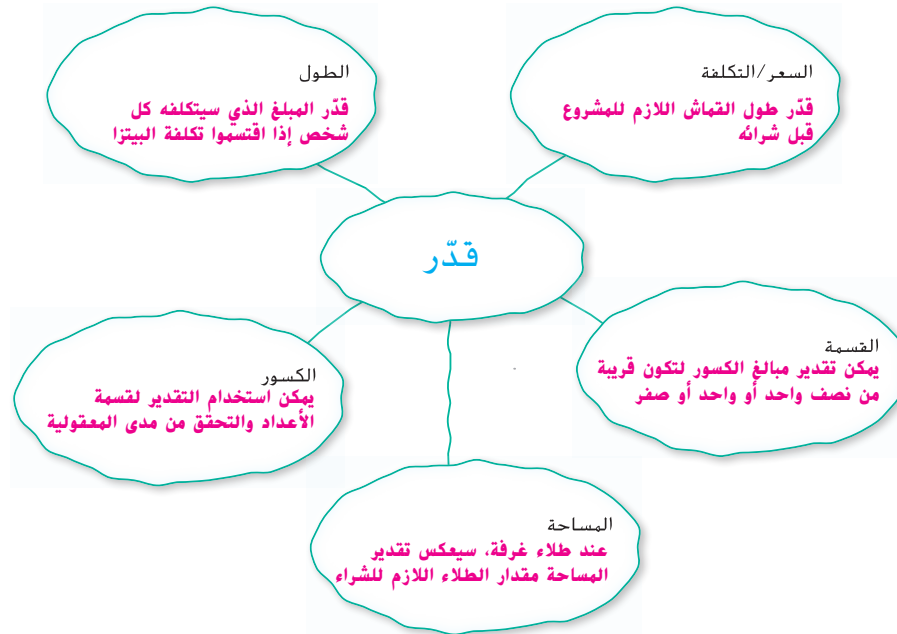 السعر/التكلفة
قدّر طول القماش اللازم للمشروع
قبل شرائه
الطول
قدّر المبلغ الذي سيتكلفه كل
شخص إذا اقتسموا تكلفة البيتزا
قدّر
القسمة
يمكن تقدير مبالغ الكسور لتكون قريبة
من نصف واحد أو واحد أو صفر
الكسور
يمكن استخدام التقدير لقسمة
الأعداد والتحقق من مدى المعقولية
المساحة
عند طلاء غرفة، سيعكس تقدير
المساحة مقدار الطلاء اللازم للشراء